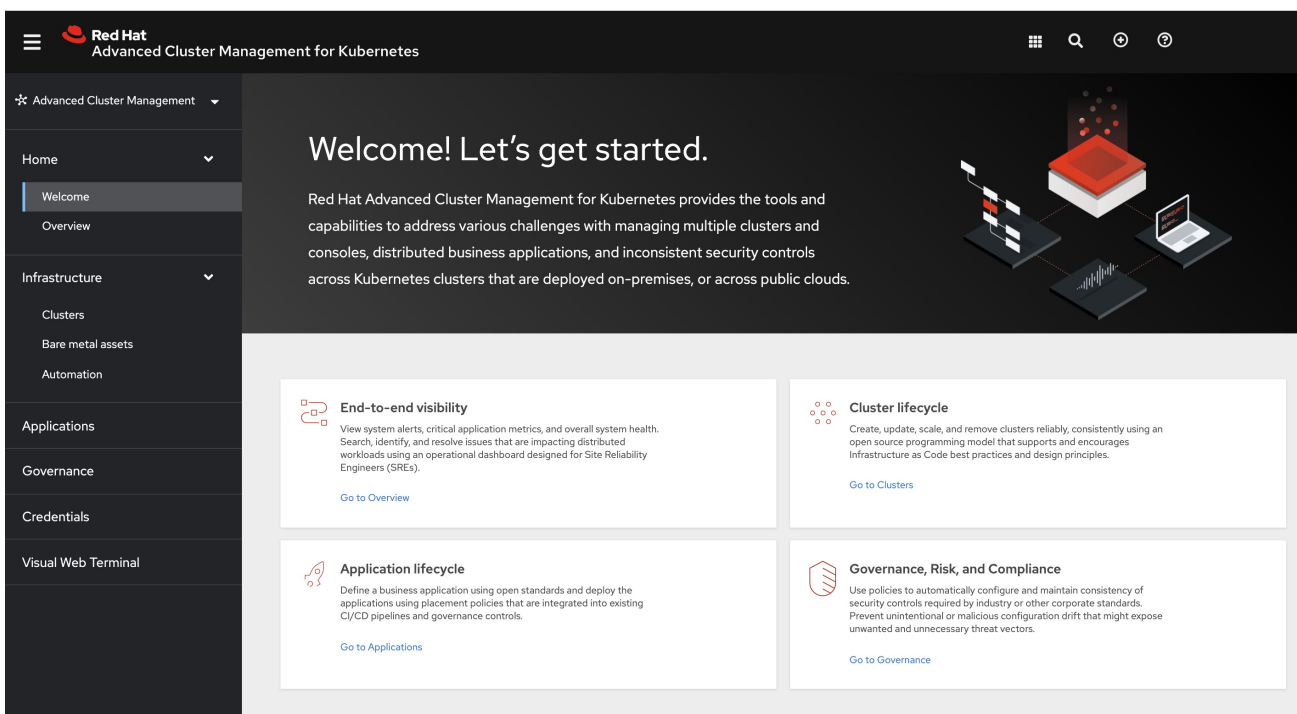 Red Hat
Advanced Cluster Management for Kubernetes
Advanced Cluster Management
Home
Welcome
Overview
Infrastructure
Clusters
Bare metal assets
Automation
Applications
Governance
Credentials
Visual Web Terminal
Welcome! Let's get started.
Red Hat Advanced Cluster Management for Kubernetes provides the tools and
capabilities to address various challenges with managing multiple clusters and
consoles, distributed business applications, and inconsistent security controls
across Kubernetes clusters that are deployed on-premises, or across public clouds.
End-to-end visibility
View system alerts, critical application metrics, and overall system health.
Search, identify, and resolve issues that are impacting distributed
workloads using an operational dashboard designed for Site Reliability
Engineers (SREs).
Go to Overview
Cluster lifecycle
Create, update, scale, and remove clusters reliably, consistently using an
open source programming model that supports and encourages
Infrastructure as Code best practices and design principles.
Go to Clusters
Application lifecycle
Define a business application using open standards and deploy the
applications using placement policies that are integrated into existing
CI/CD pipelines and governance controls.
Go to Applications
Governance, Risk, and Compliance
Use policies to automatically configure and maintain consistency of
security controls required by industry or other corporate standards.
Prevent unintentional or malicious configuration drift that might expose
unwanted and unnecessary threat vectors.
Go to Governance